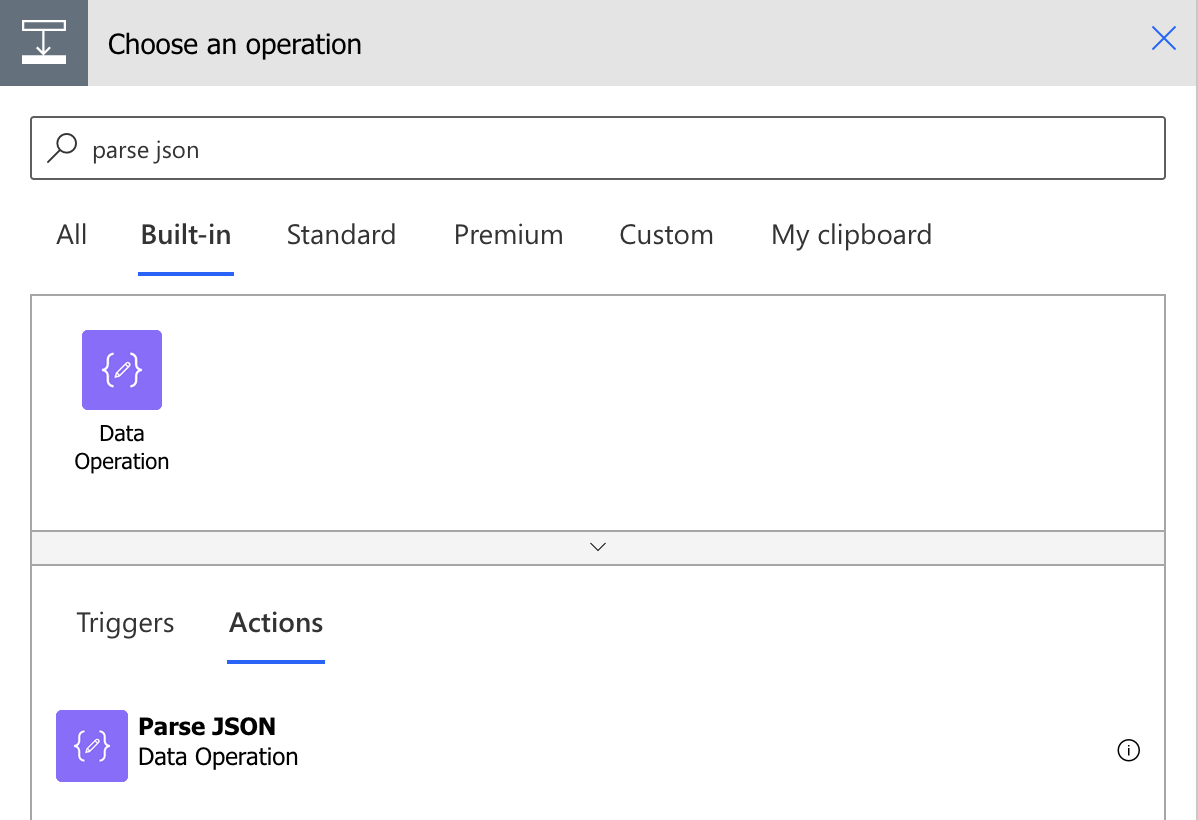 Choose an operation
parse json
All Built-in Standard Premium Custom My clipboard
Data
Operation
Triggers Actions
Parse JSON
Data Operation